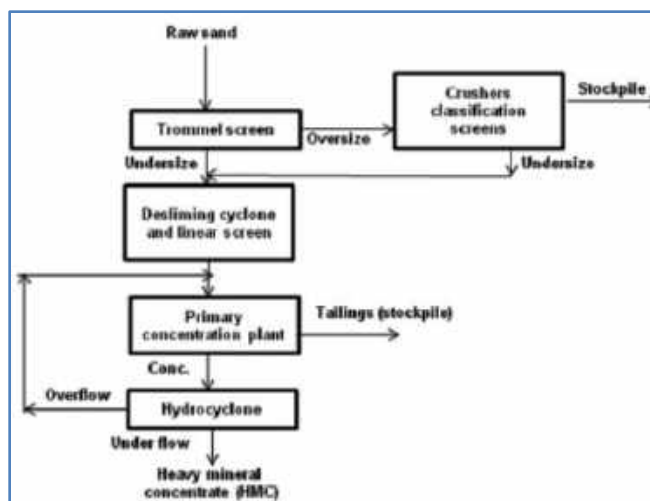 Raw sand
Crushers
classification
screens
Stockpile
Trommel screen
Oversize
Undersize
Undersize
Desliming cyclone
and linear screen
Primary
concentration plant
Tailings (stockpile)
Conc.
Overflow
Hydrocyclone
Under flow
Heavy mineral
concentrate (HMC)